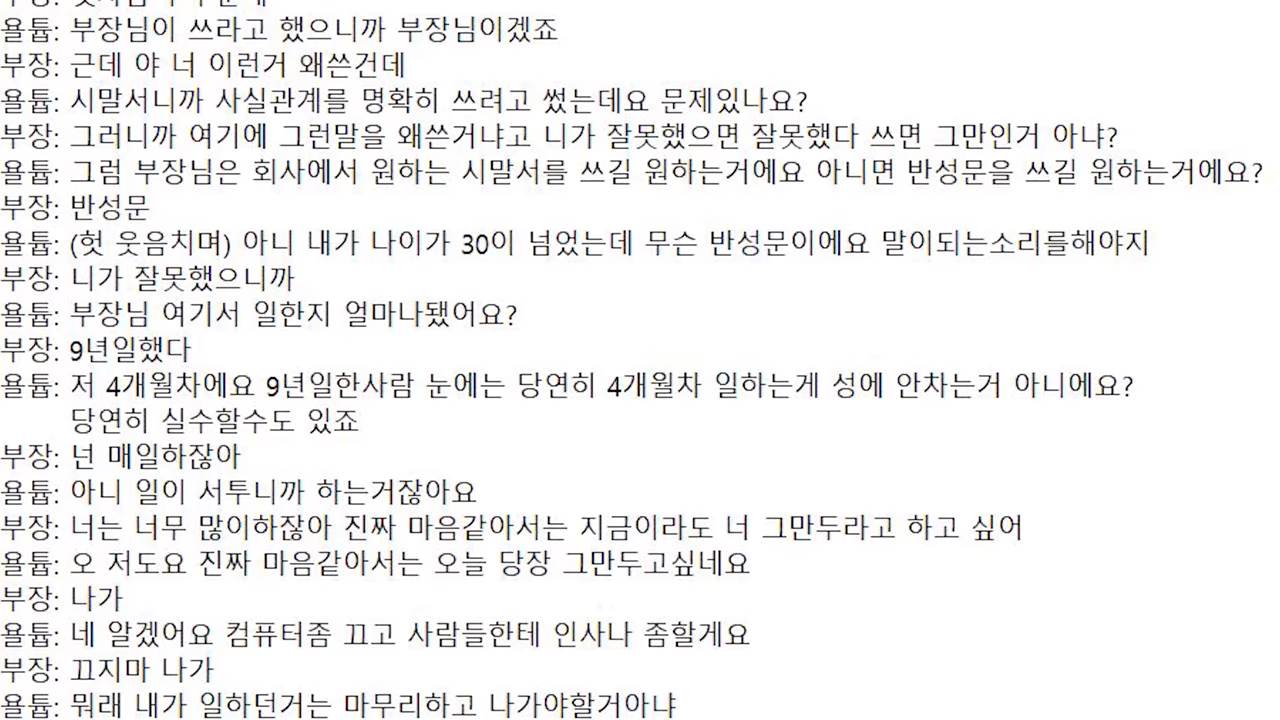 욜튭: 부장님이 쓰라고 했으니까 부장님이겠죠
부장: 근데 야 너 이런거 왜쓴건데
욜튭: 시말서니까 사실관계를 명확히 쓰려고 썼는데요 문제있나요?
부장: 그러니까 여기에 그런말을 왜쓴거냐고 니가 잘못했으면 잘못했다 쓰면 그만인거 아냐?
욜튭: 그럼 부장님은 회사에서 원하는 시말서를 쓰길 원하는거에요 아니면 반성문을 쓰길 원하는거에요?
부장: 반성문
욜튭: (헛 웃음치며) 아니 내가 나이가 30이 넘었는데 무슨 반성문이에요 말이되는소리를해야지
부장: 니가 잘못했으니까
욜튭: 부장님 여기서 일한지 얼마나됐어요?
부장: 9년일했다
욜튭: 저 4개월차에요 9년일한사람 눈에는 당연히 4개월차 일하는게 성에 안차는거 아니에요?
당연히 실수할수도 있죠
부장: 넌 매일하잖아
욜튭: 아니 일이 서투니까 하는거잖아요
부장: 너는 너무 많이하잖아 진짜 마음같아서는 지금이라도 너 그만두라고 하고 싶어
욜튭: 오 저도요 진짜 마음같아서는 오늘 당장 그만두고싶네요
부장: 나가
욜튭: 네 알겠어요 컴퓨터좀 끄고 사람들한테 인사나 좀할게요
부장: 끄지마 나가
욜튭: 뭐래 내가 일하던거는 마무리하고 나가야할거아냐